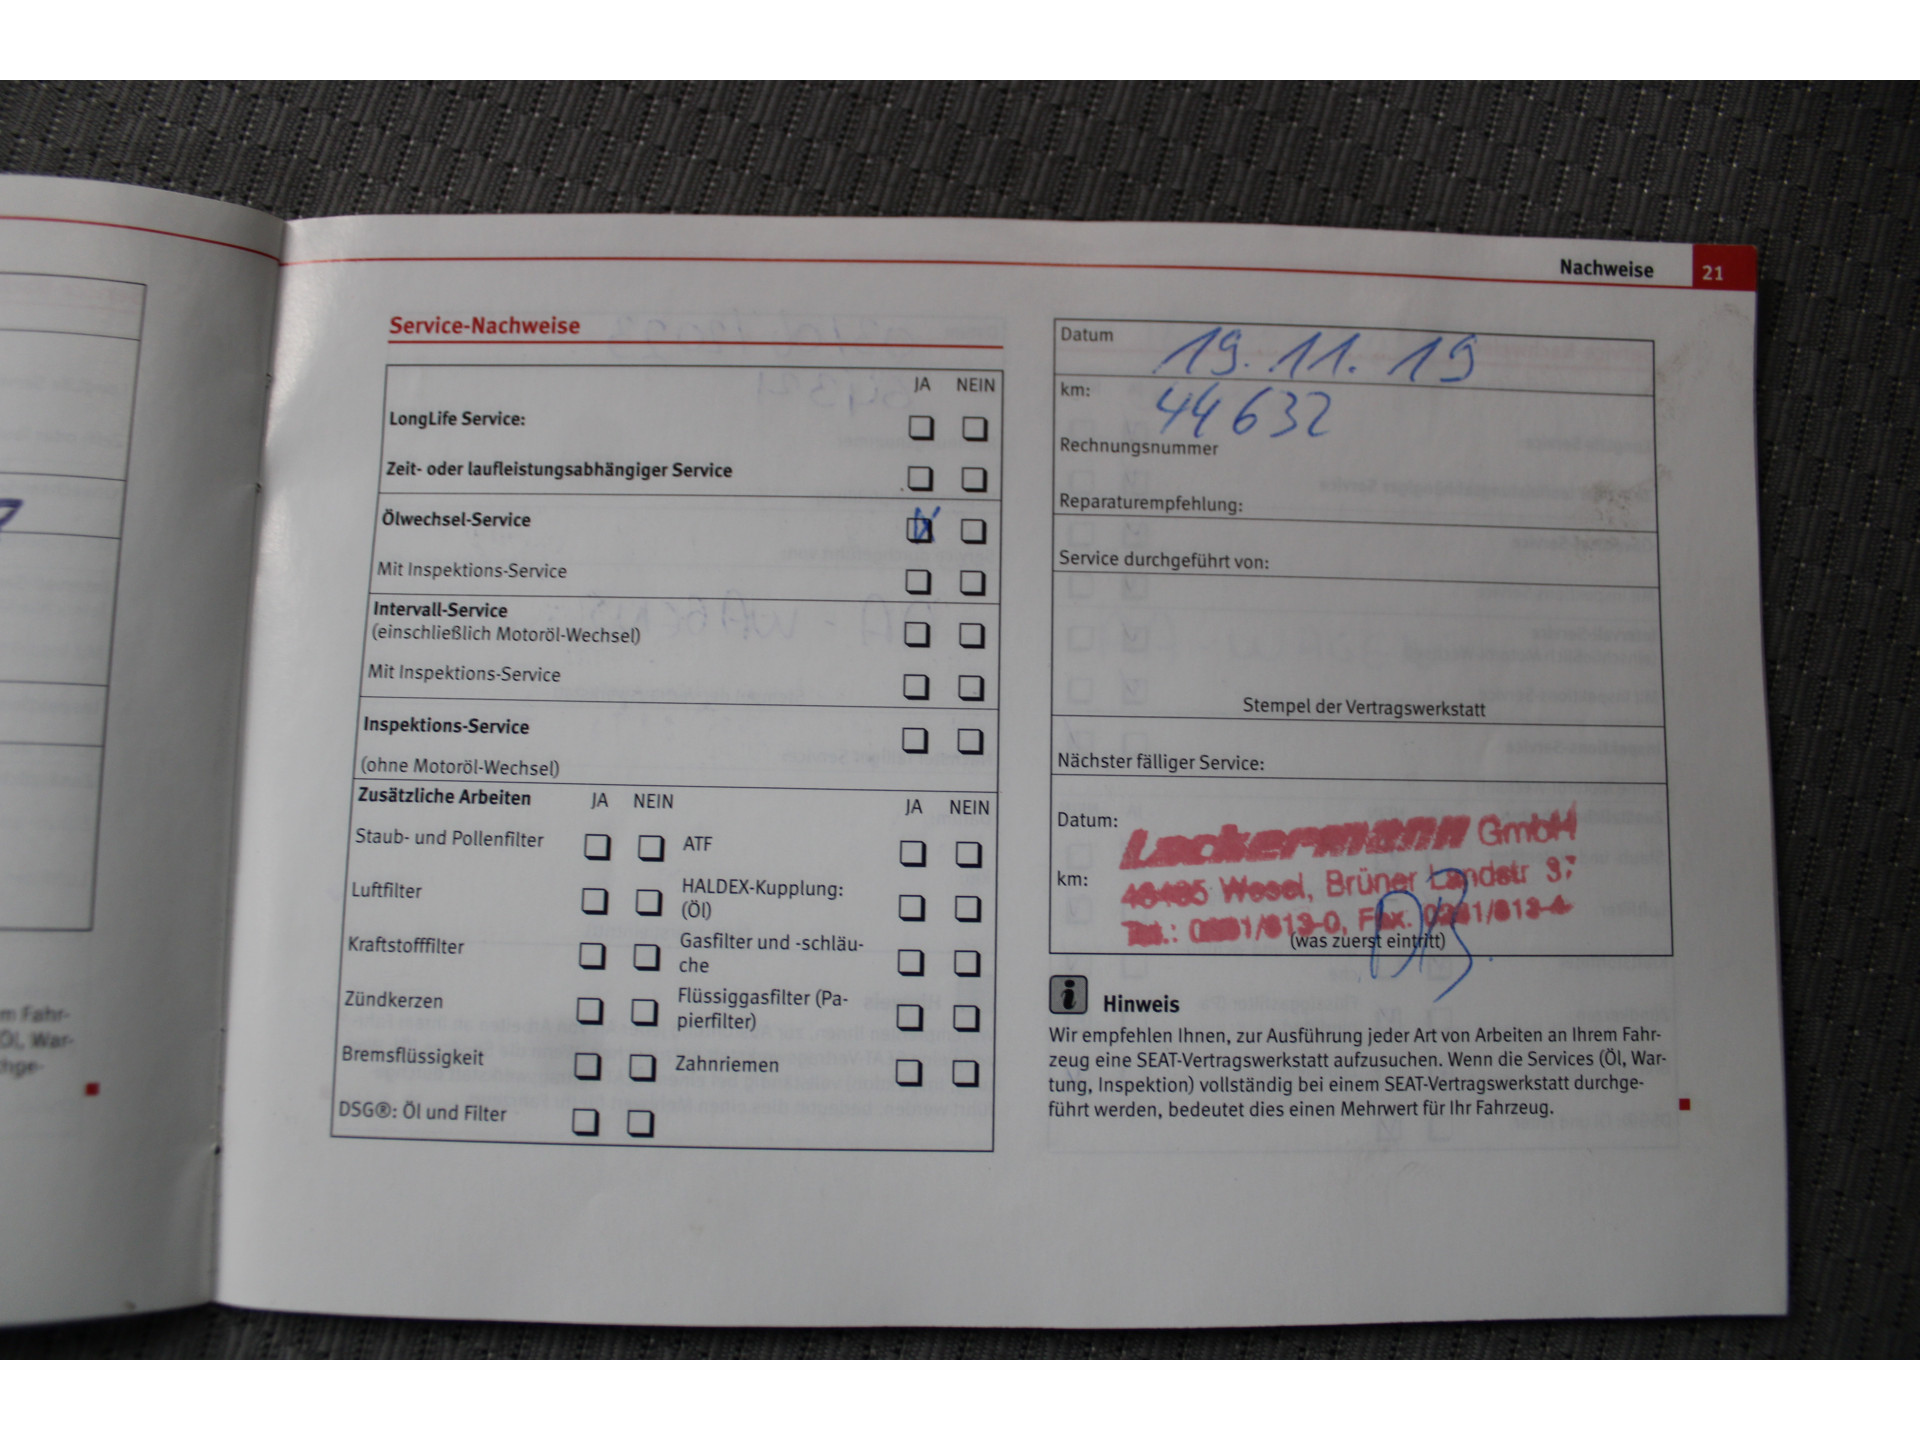 Nachweise 21
Service-Nachweise
JA NEIN
LongLife Service:
Zeit- oder laufleistungsabhängiger Service
Ölwechsel-Service
Mit Inspektions-Service
Intervall-Service
(einschließlich Motoröl-Wechsel)
Mit Inspektions-Service
Inspektions-Service
(ohne Motoröl-Wechsel)
Zusätzliche Arbeiten JA NEIN JA NEIN
Staub- und Pollenfilter ATF
Luftfilter HALDEX-Kupplung:
(Öl)
Kraftstofffilter Gasfilter und -schläu-
che
Zündkerzen Flüssiggasfilter (Pa-
pierfilter)
Bremsflüssigkeit Zahnriemen
DSG®: Öl und Filter
Datum 19.11.19
km: 44632
Rechnungsnummer
Reparaturempfehlung:
Service durchgeführt von:
Stempel der Vertragswerkstatt
Nächster fälliger Service:
Datum: Lackermann GmbH
km: Wesel, Brüner Landstr
Tel.: Fax.
(was zuerst eintritt)
Hinweis
Wir empfehlen Ihnen, zur Ausführung jeder Art von Arbeiten an Ihrem Fahr-
zeug eine SEAT-Vertragswerkstatt aufzusuchen. Wenn die Services (Öl, War-
tung, Inspektion) vollständig bei einem SEAT-Vertragswerkstatt durchge-
führt werden, bedeutet dies einen Mehrwert für Ihr Fahrzeug.